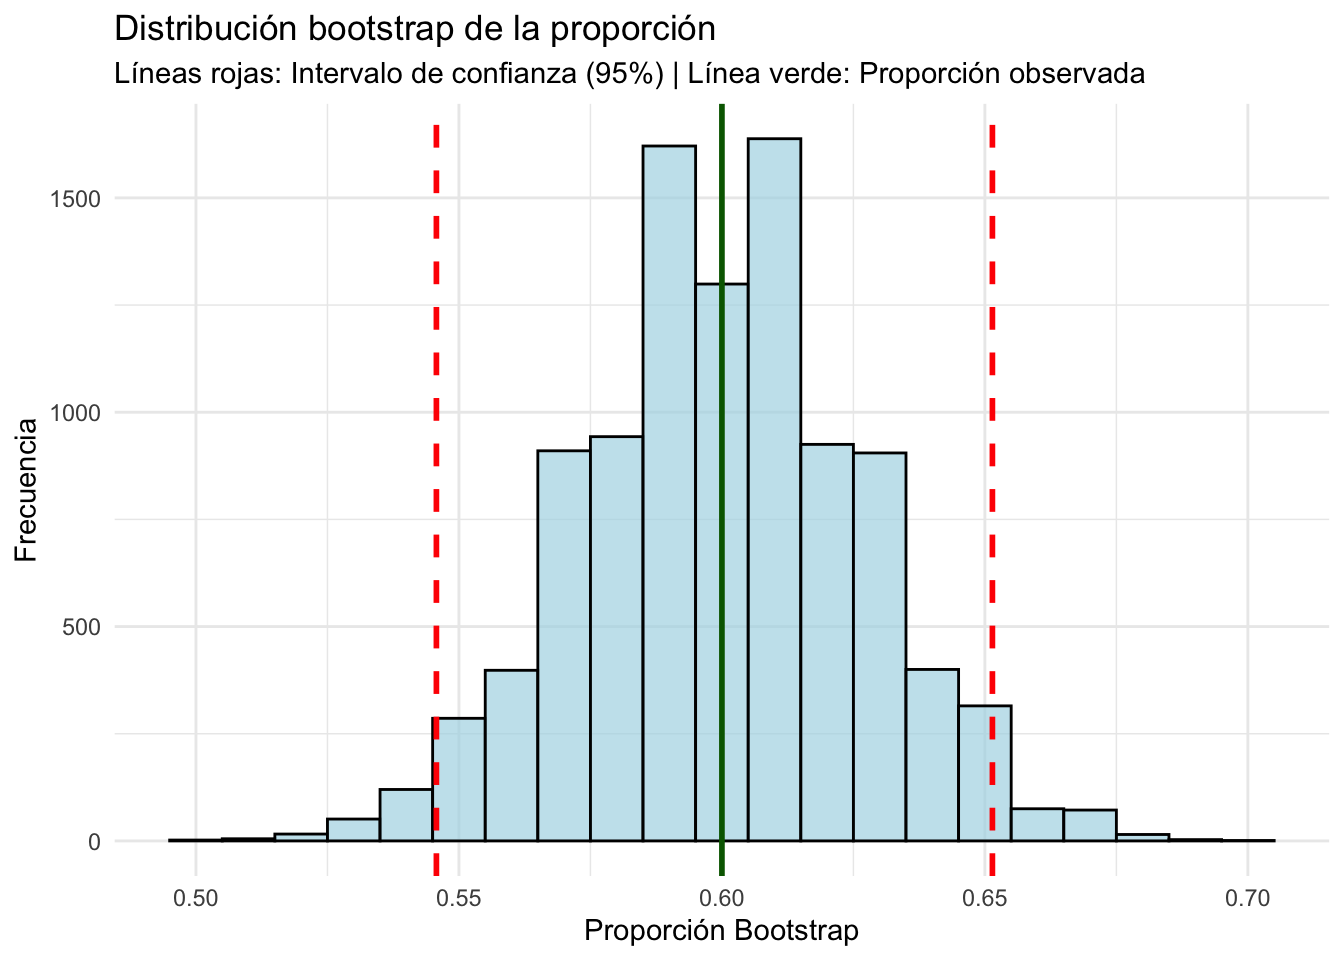 Distribución bootstrap de la proporción
Líneas rojas: Intervalo de confianza (95%) | Línea verde: Proporción observada
1500
1000
500
0
Frecuencia
0.50
0.55
0.60
0.65
0.70
Proporción Bootstrap